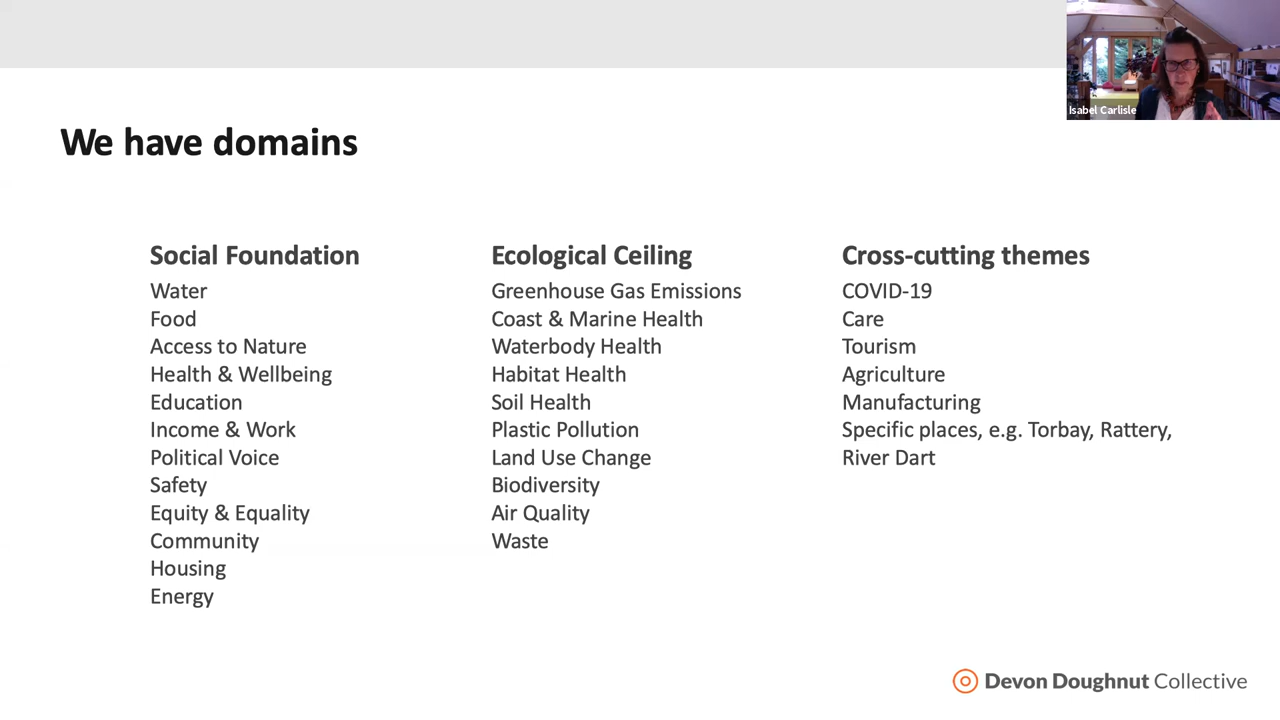 Isabel Carlisle
We have domains
Social Foundation
Water
Food
Access to Nature
Health & Wellbeing
Education
Income & Work
Political Voice
Safety
Equity & Equality
Community
Housing
Energy
Ecological Ceiling
Greenhouse Gas Emissions
Coast & Marine Health
Waterbody Health
Habitat Health
Soil Health
Plastic Pollution
Land Use Change
Biodiversity
Air Quality
Waste
Cross-cutting themes
COVID-19
Care
Tourism
Agriculture
Manufacturing
Specific places, e.g. Torbay, Rattery,
River Dart
Devon Doughnut Collective